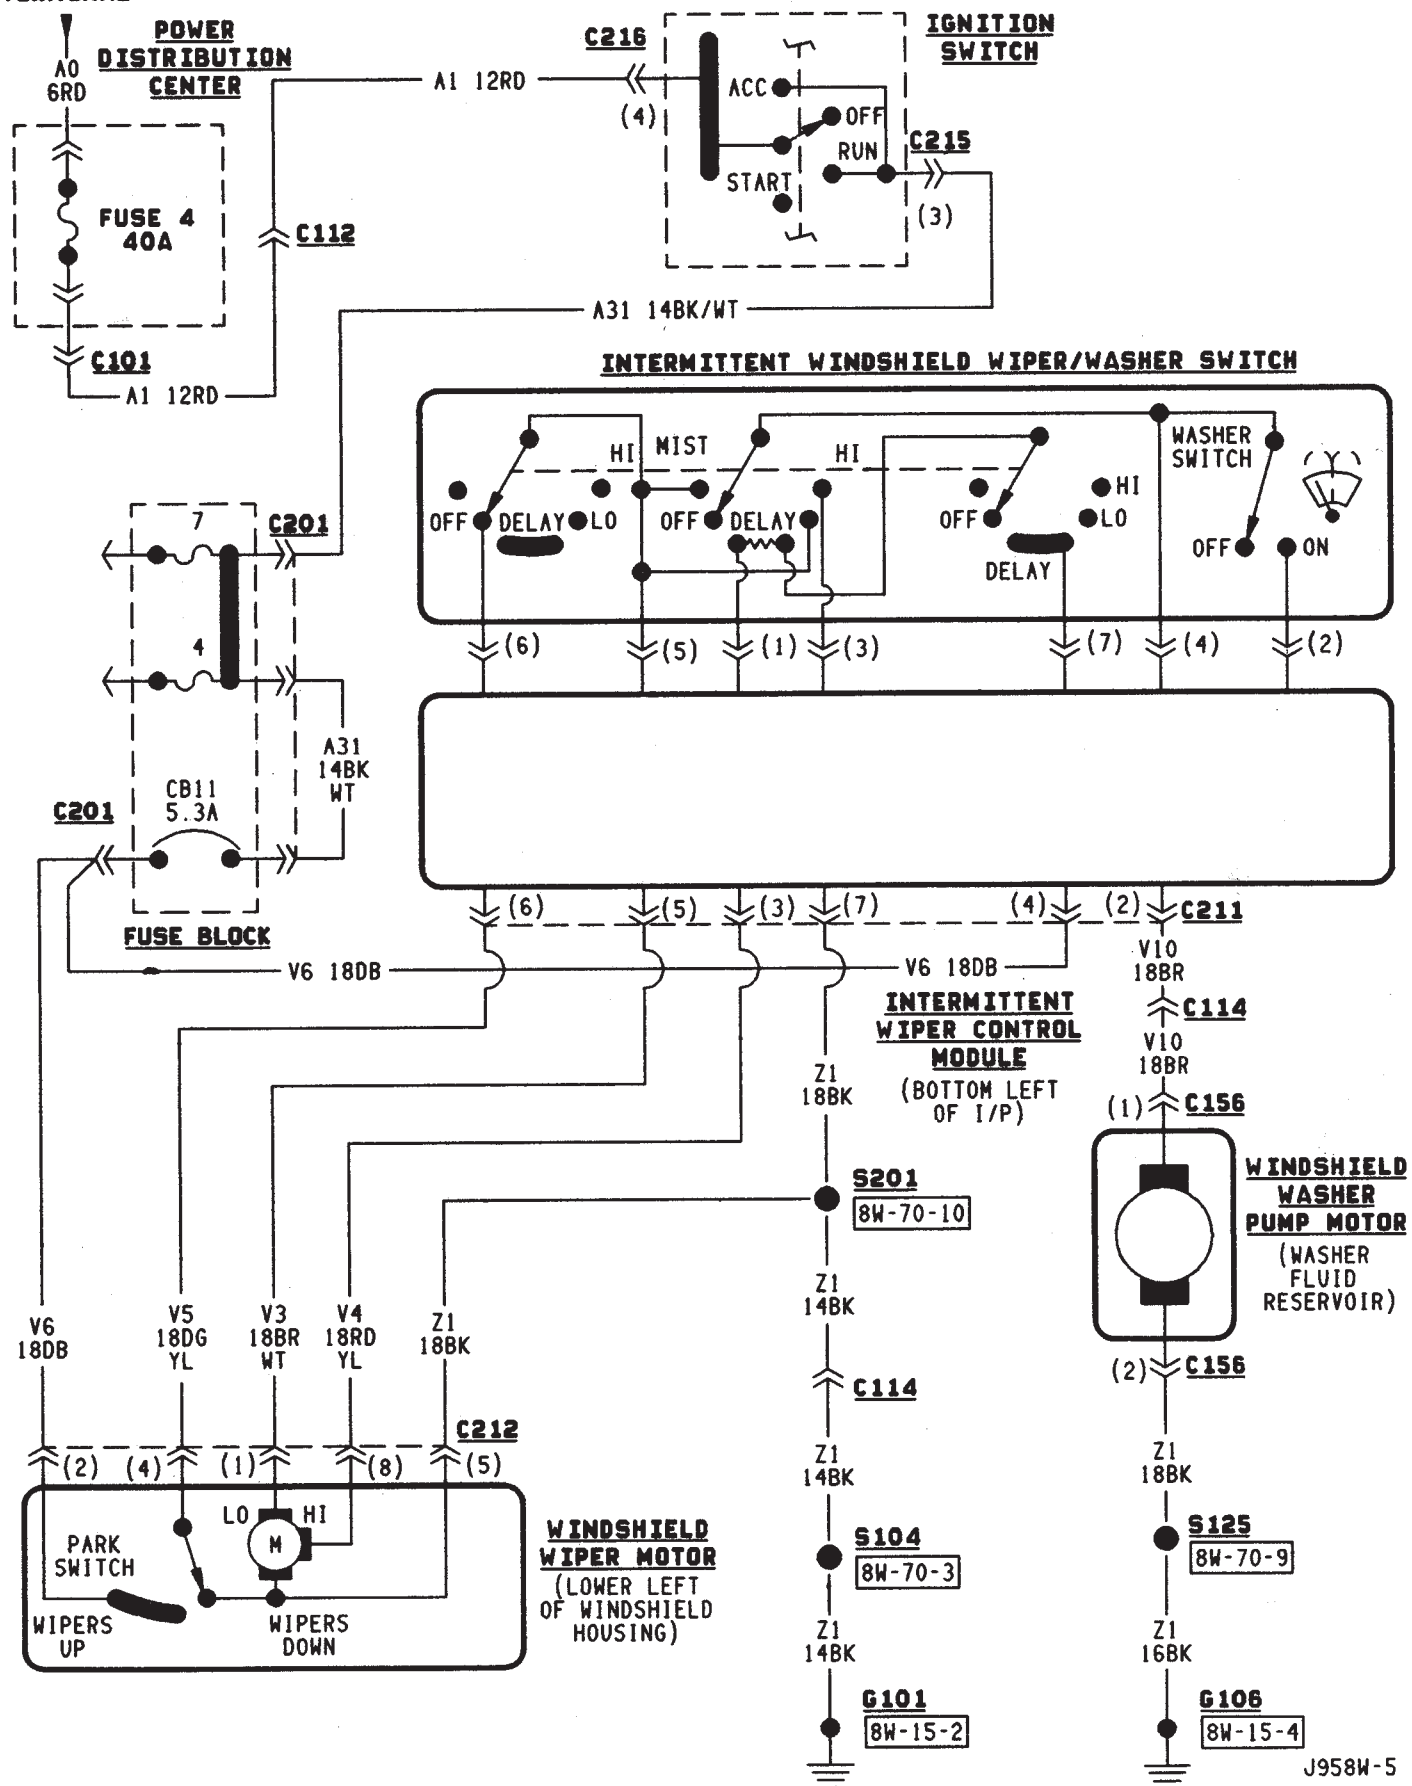 POWER
DISTRIBUTION
CENTER
A0
6RD
FUSE 4
40A
C101
A1 12RD
C112
A1 12RD
C216
(4)
IGNITION
SWITCH
ACC
OFF
RUN
START
C215
(3)
A31 14BK/WT
INTERMITTENT WINDSHIELD WIPER/WASHER SWITCH
HI
MIST
HI
WASHER
SWITCH
HI
OFF
DELAY
LO
OFF
DELAY
OFF
LO
DELAY
OFF
ON
(6)
(5)
(1)
(3)
(7)
(4)
(2)
7
C201
4
A31
14BK
WT
CB11
5.3A
C201
FUSE BLOCK
(6)
(5)
(3)
(7)
(4)
(2)
C211
V6 18DB
V6 18DB
V10
18BR
C114
V10
18BR
INTERMITTENT
WIPER CONTROL
MODULE
(BOTTOM LEFT
OF I/P)
Z1
18BK
(1)
C156
WINDSHIELD
WASHER
PUMP MOTOR
(WASHER
FLUID
RESERVOIR)
S201
8W-70-10
Z1
14BK
V6
18DB
V5
18DG
YL
V3
18BR
WT
V4
18RD
YL
Z1
18BK
(2)
C156
C114
C212
(2)
(4)
(1)
(8)
(5)
Z1
14BK
Z1
18BK
LO
HI
M
PARK
SWITCH
WIPERS
UP
WIPERS
DOWN
WINDSHIELD
WIPER MOTOR
(LOWER LEFT
OF WINDSHIELD
HOUSING)
S104
8W-70-3
S125
8W-70-9
Z1
14BK
Z1
16BK
G101
8W-15-2
G106
8W-15-4
J958W-5